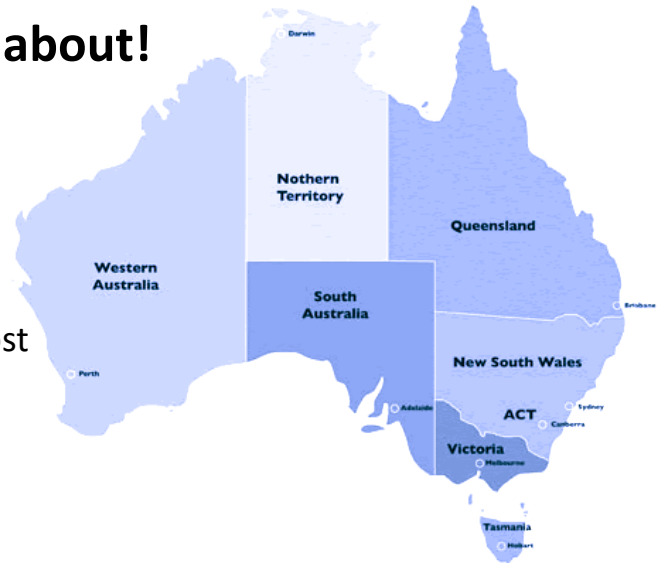 about!
Darwin
Nothern
Territory
Queensland
Western
Australia
South
Australia
Brisbane
st
New South Wales
Perth
Adelaide
ACT
Sydney
Canberra
Victoria
Melbourne
Tasmania
Hobart